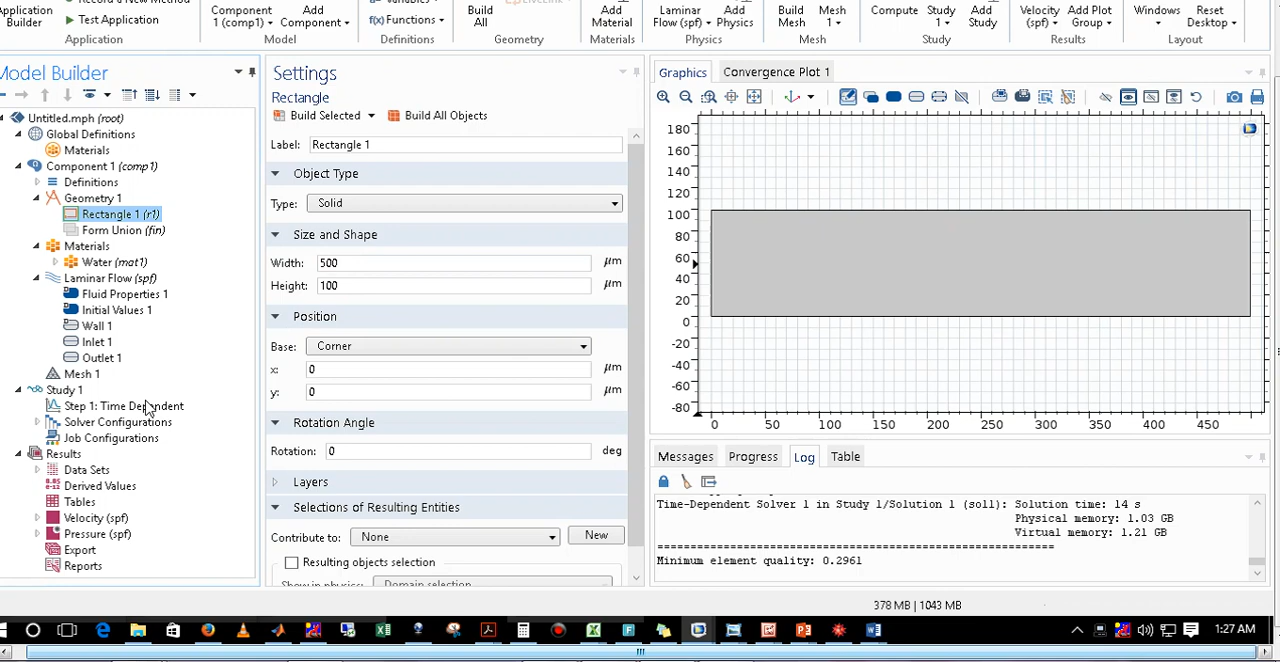 Record a New Method
Variables
LiveLink
Application
Builder
Test Application
Component
1 (comp1)
Add
Component
f(x) Functions
Build
All
Add
Material
Laminar
Flow (spf)
Add
Physics
Build
Mesh
Mesh
1
Compute
Study
1
Add
Study
Velocity
(spf)
Add Plot
Group
Windows
Reset
Desktop
Application
Model
Definitions
Geometry
Materials
Physics
Mesh
Study
Results
Layout
Model Builder
Untitled.mph (root)
Global Definitions
Materials
Component 1 (comp1)
Definitions
Geometry 1
Rectangle 1 (r1)
Form Union (fin)
Materials
Water (mat1)
Laminar Flow (spf)
Fluid Properties 1
Initial Values 1
Wall 1
Inlet 1
Outlet 1
Mesh 1
Study 1
Step 1: Time Dependent
Solver Configurations
Job Configurations
Results
Data Sets
Derived Values
Tables
Velocity (spf)
Pressure (spf)
Export
Reports
Settings
Rectangle
Build Selected
Build All Objects
Label: Rectangle 1
Object Type
Type: Solid
Size and Shape
Width: 500 μm
Height: 100 μm
Position
Base: Corner
x: 0 μm
y: 0 μm
Rotation Angle
Rotation: 0 deg
Layers
Selections of Resulting Entities
Contribute to: None New
Resulting objects selection
Show in physics: Domain selection
Graphics
Convergence Plot 1
180
160
140
120
100
80
60
40
20
0
-20
-40
-60
-80
0 50 100 150 200 250 300 350 400 450
Messages Progress Log Table
Time-Dependent Solver 1 in Study 1/Solution 1 (sol1): Solution time: 14 s
Physical memory: 1.03 GB
Virtual memory: 1.21 GB
Minimum element quality: 0.2961
378 MB | 1043 MB
1:27 AM